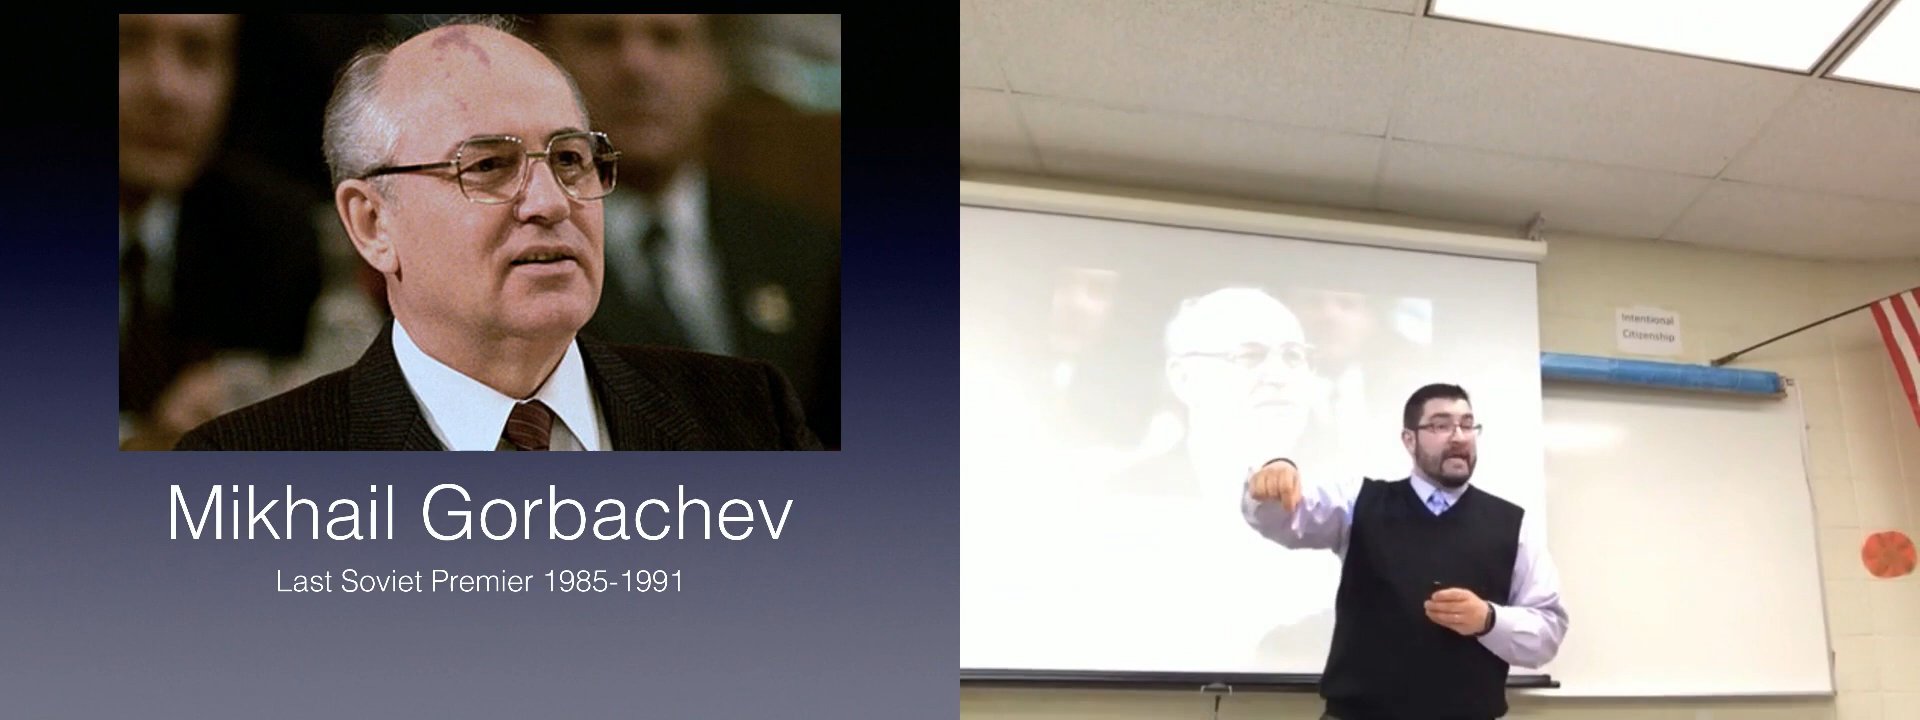 Mikhail Gorbachev
Last Soviet Premier 1985-1991
Intentional
Citizenship